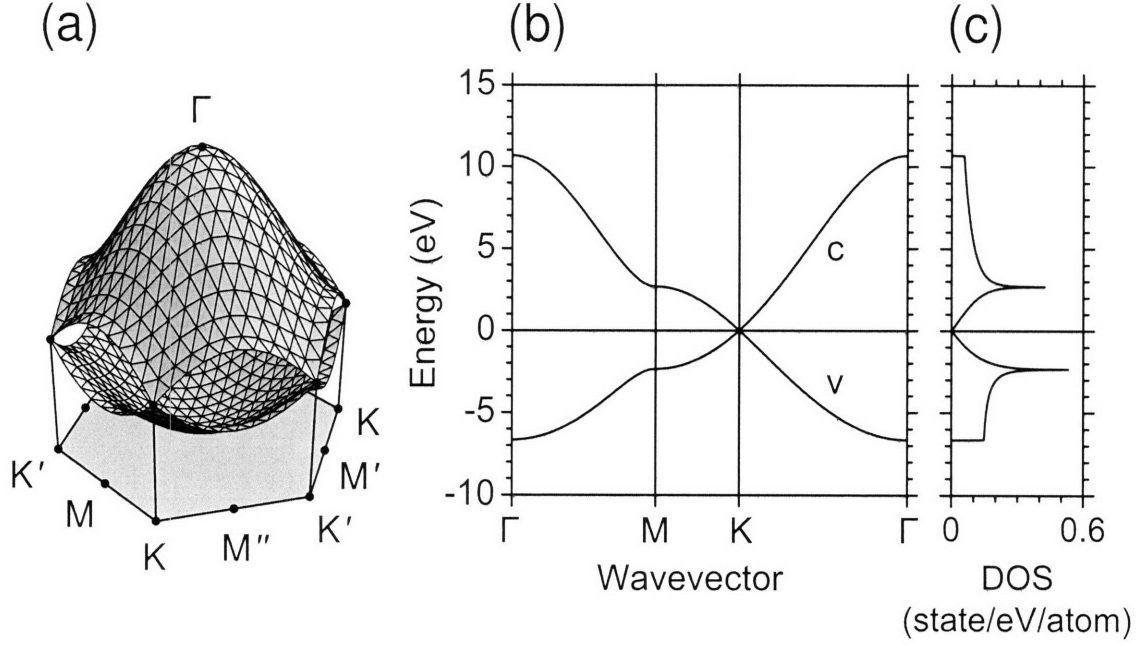 (a)
Γ
K′
M
K
M″
K′
M′
K
(b)
Energy (eV)
15
10
5
0
-5
-10
C
V
Γ
M
K
Γ
Wavevector
(c)
0
0.6
DOS
(state/eV/atom)